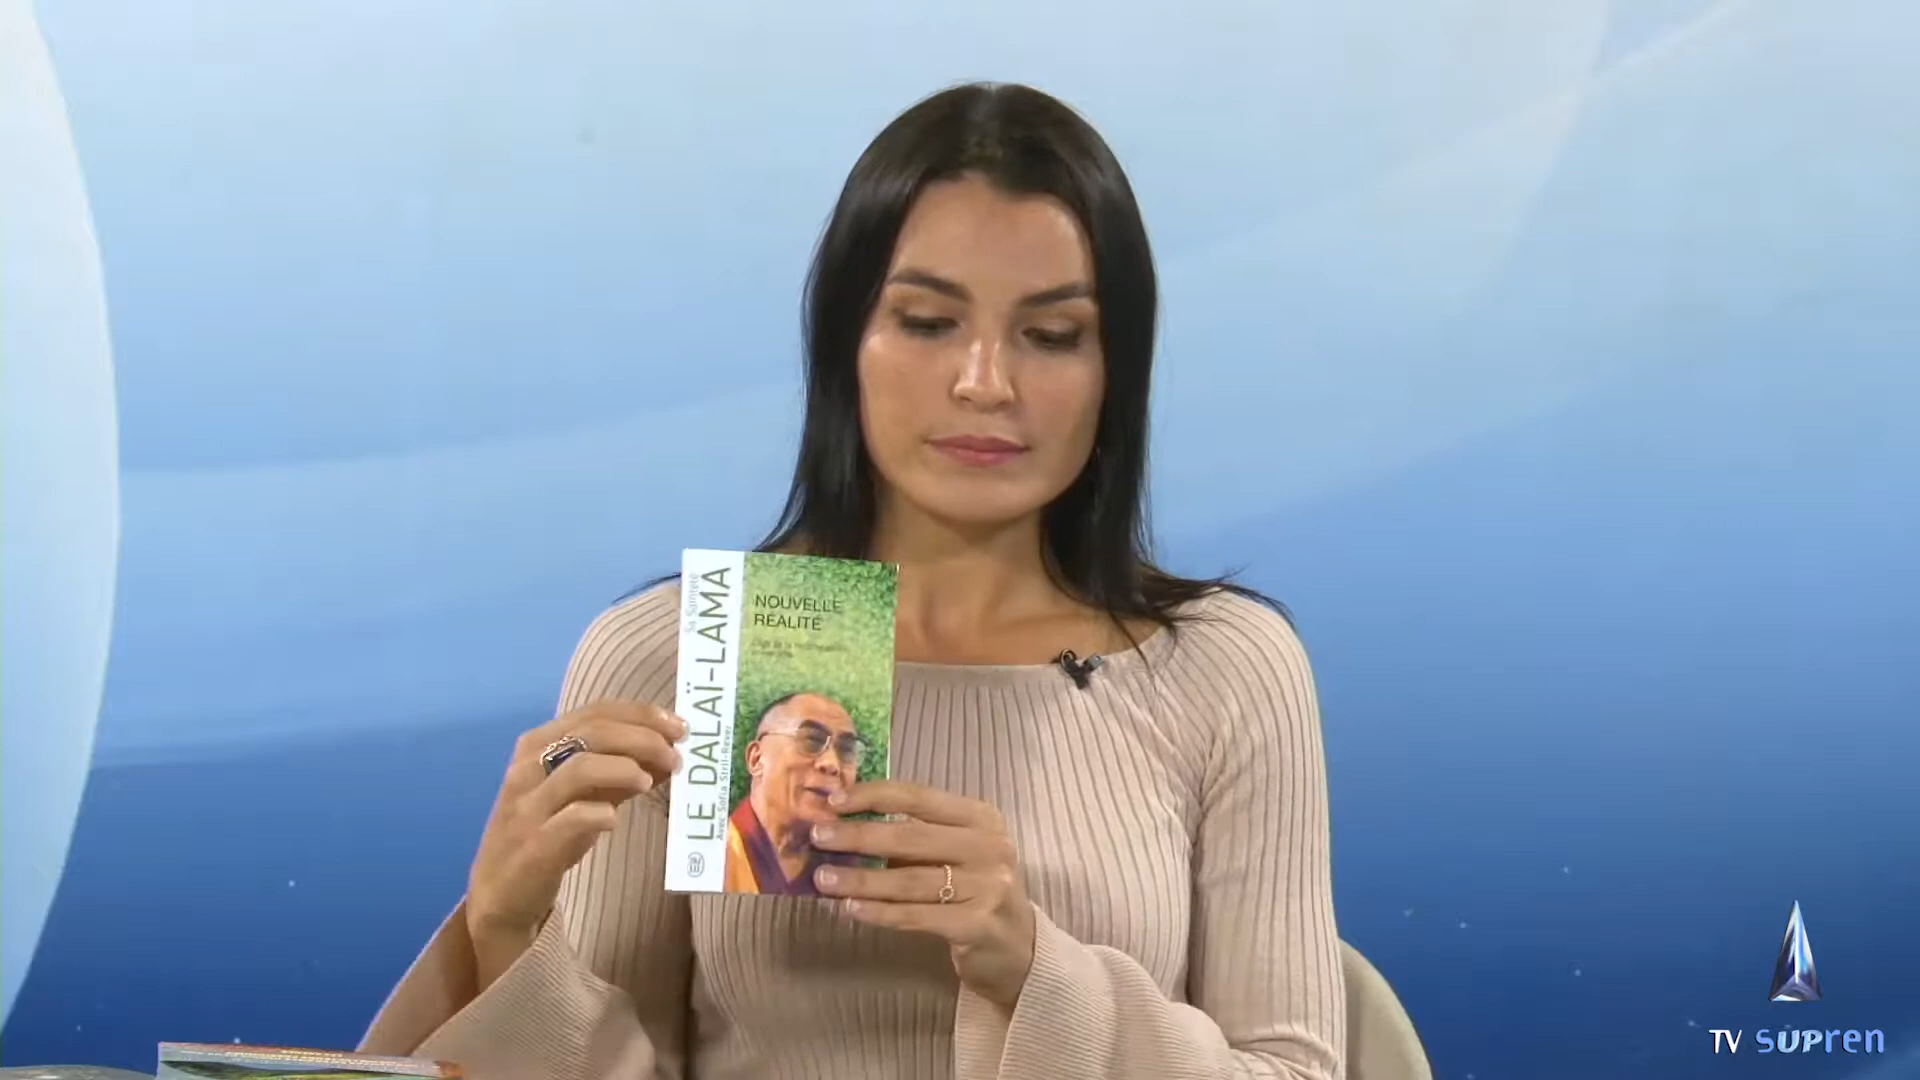 Sa Sainteté
LE DALAÏ-LAMA
Avec Sofia Stril-Rever
NOUVELLE
RÉALITÉ
TV SUPREN